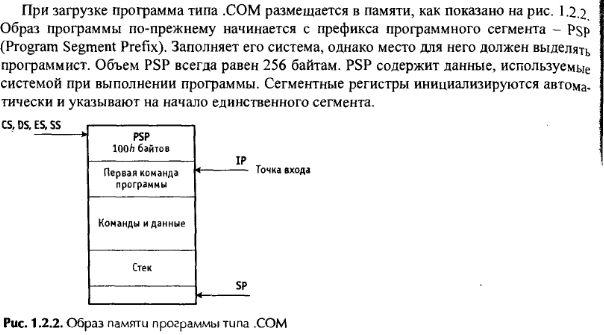 При загрузке программа типа .COM размещается в памяти, как показано на рис. 1.2.2.
Образ программы по-прежнему начинается с префикса программного сегмента – PSP
(Program Segment Prefix). Заполняет его система, однако место для него должен выделять
программист. Объем PSP всегда равен 256 байтам. PSP содержит данные, используемые
системой при выполнении программы. Сегментные регистры инициализируются автома-
тически и указывают на начало единственного сегмента.
CS, DS, ES, SS
PSP
100h байтов
IP
Точка входа
Первая команда
программы
Команды и данные
Стек
SP
Рис. 1.2.2. Образ памяти программы типа .COM